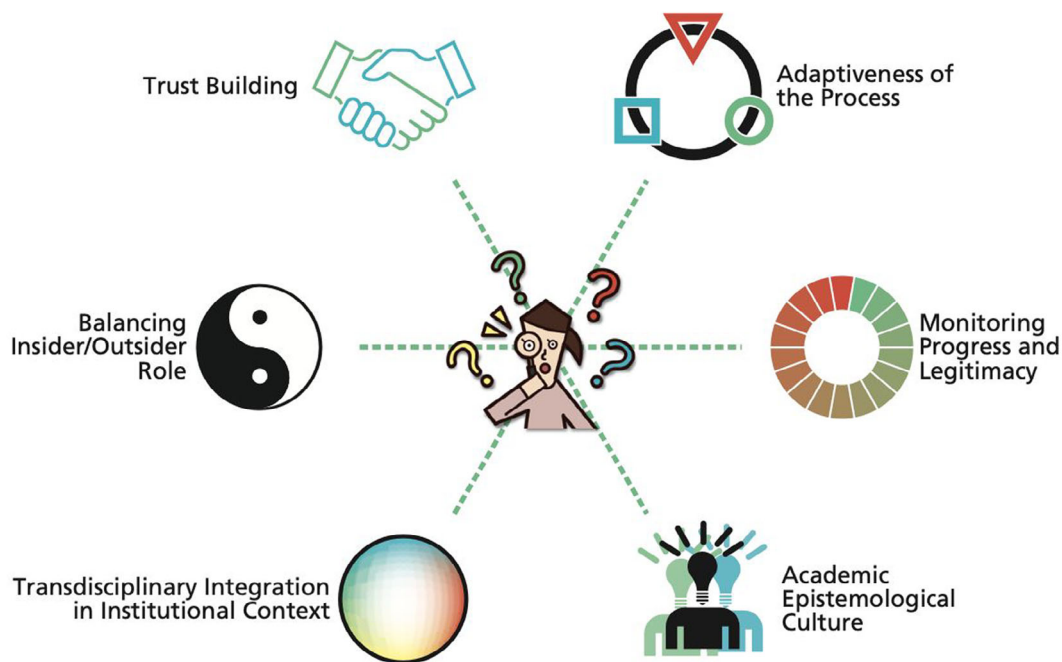 Trust Building
Adaptiveness of
the Process
Balancing
Insider/Outsider
Role
Monitoring
Progress and
Legitimacy
Transdisciplinary Integration
in Institutional Context
Academic
Epistemological
Culture